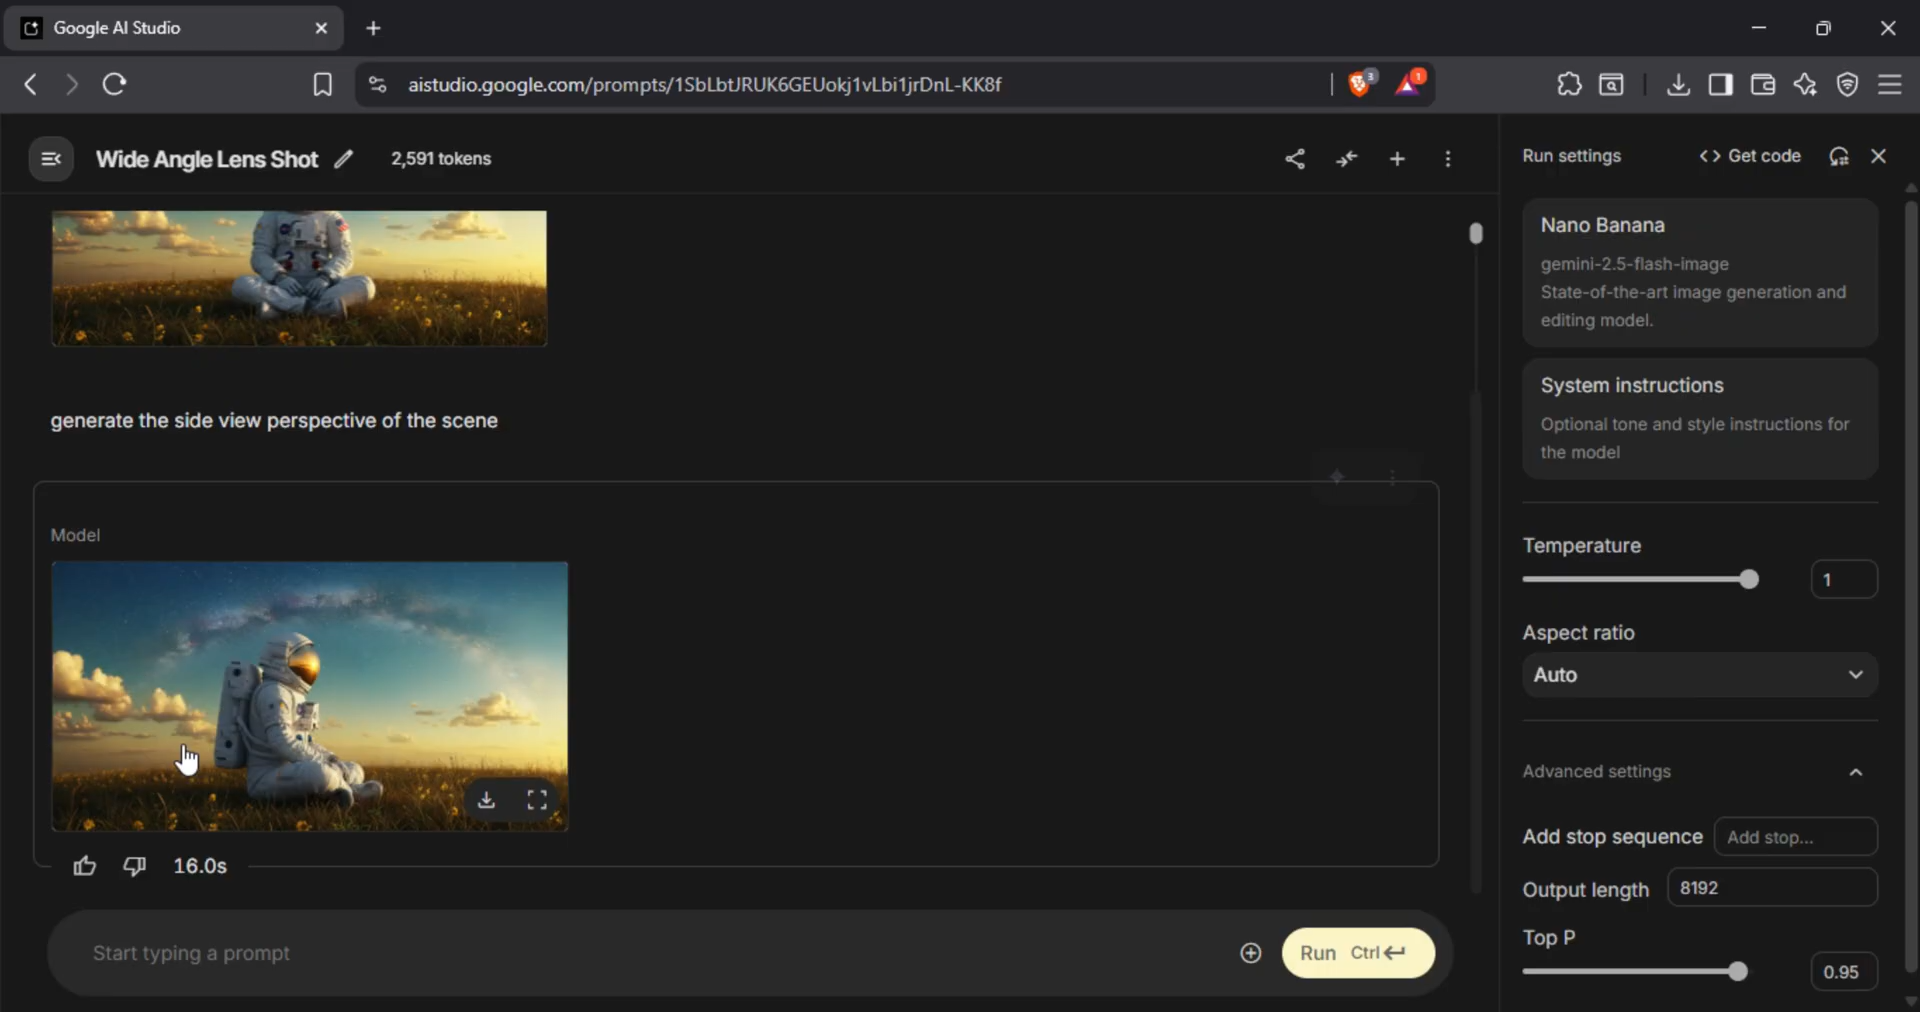 Google AI Studio
aistudio.google.com/prompts/1SbLbtJRUK6GEUokj1vLbi1jrDnL-KK8f
3
1
Wide Angle Lens Shot
2,591 tokens
generate the side view perspective of the scene
Model
16.0s
Start typing a prompt
Run Ctrl
Run settings
Get code
Nano Banana
gemini-2.5-flash-image
State-of-the-art image generation and
editing model.
System instructions
Optional tone and style instructions for
the model
Temperature
1
Aspect ratio
Auto
Advanced settings
Add stop sequence
Add stop...
Output length
8192
Top P
0.95